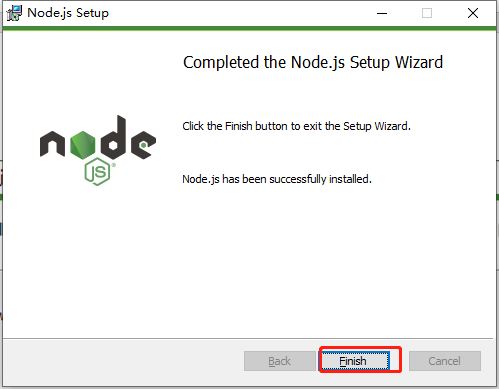 Node.js Setup
Completed the Node.js Setup Wizard
Click the Finish button to exit the Setup Wizard.
node
JS
Node.js has been successfully installed.
Back
Finish
Cancel